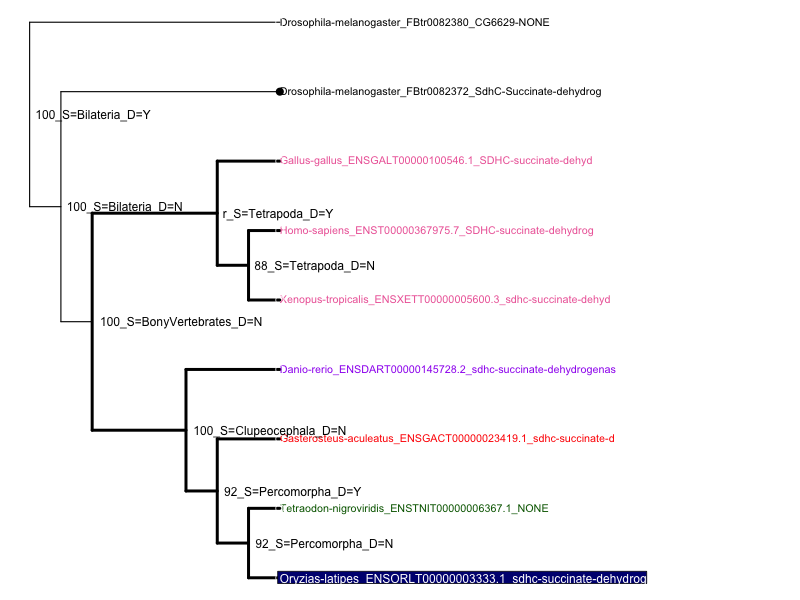 Drosophila-melanogaster_FBtr0082380_CG6629-NONE
Drosophila-melanogaster_FBtr0082372_SdhC-Succinate-dehydrog
100_S=Bilateria_D=Y
Gallus-gallus_ENSGALT00000100546.1_SDHC-succinate-dehyd
100_S=Bilateria_D=N
r_S=Tetrapoda_D=Y
Homo-sapiens_ENST00000367975.7_SDHC-succinate-dehydrog
88_S=Tetrapoda_D=N
Xenopus-tropicalis_ENSXETT00000005600.3_sdhc-succinate-dehyd
100_S=BonyVertebrates_D=N
Danio-rerio_ENSDART00000145728.2_sdhc-succinate-dehydrogenas
100_S=Clupeocephala_D=N
Gasterosteus-aculeatus_ENSGACT00000023419.1_sdhc-succinate-d
92_S=Percomorpha_D=Y
Tetraodon-nigroviridis_ENSTNIT00000006367.1_NONE
92_S=Percomorpha_D=N
Oryzias-latipes_ENSORLT00000003333.1_sdhc-succinate-dehydrog